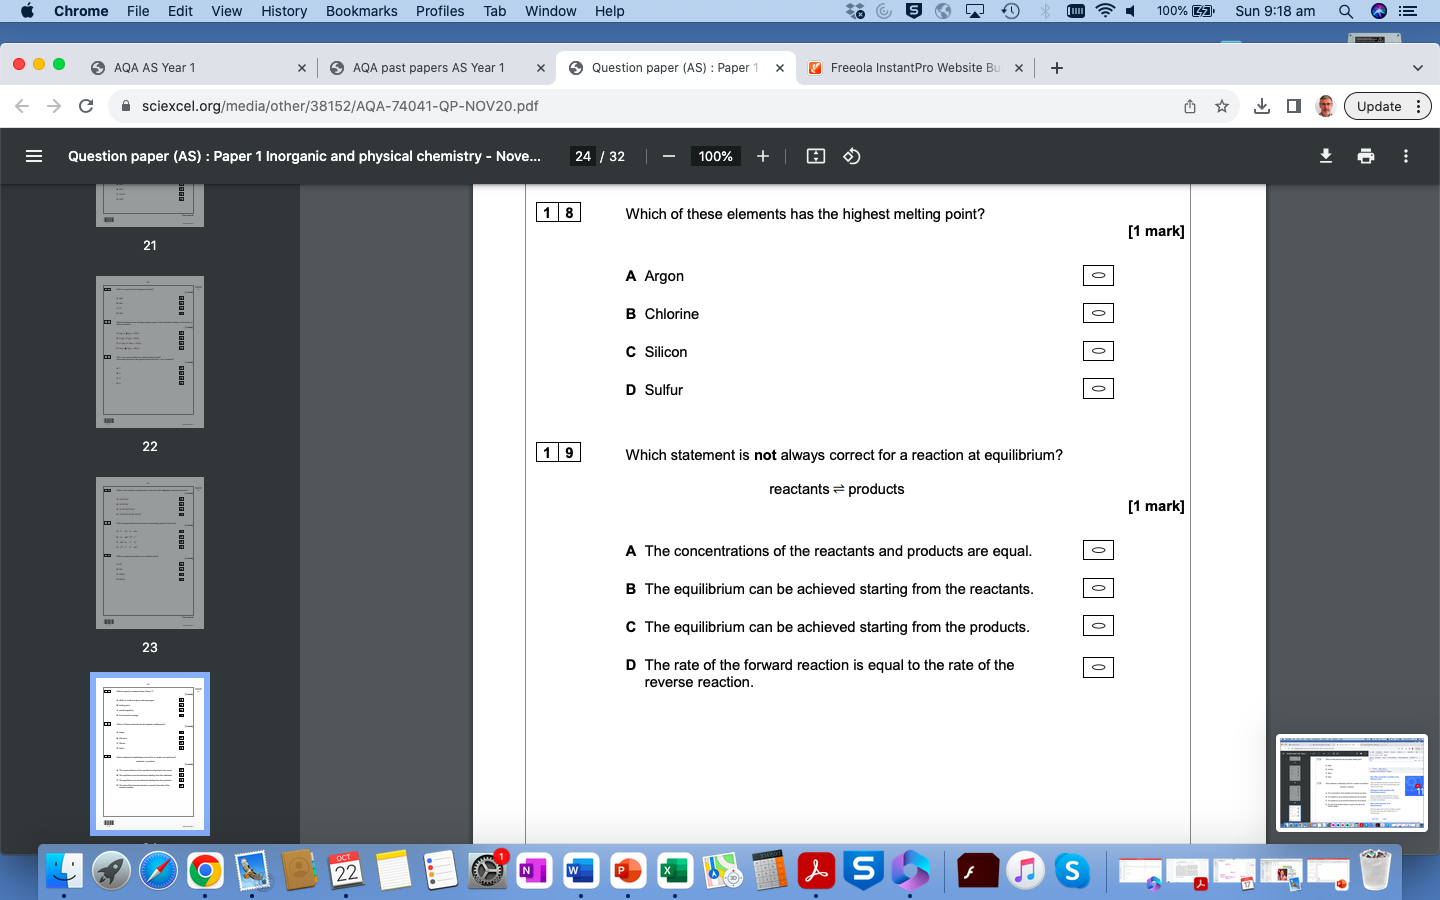 Chrome File Edit View History Bookmarks Profiles Tab Window Help 100% Sun 9:18 am
AQA AS Year 1 AQA past papers AS Year 1 Question paper (AS) : Paper 1 Freeola InstantPro Website Bu
sciexcel.org/media/other/38152/AQA-74041-QP-NOV20.pdf Update
Question paper (AS) : Paper 1 Inorganic and physical chemistry - Nove... 24 / 32 100%
21
22
23
1 8 Which of these elements has the highest melting point?
[1 mark]
A Argon
B Chlorine
C Silicon
D Sulfur
1 9 Which statement is not always correct for a reaction at equilibrium?
reactants ⇌ products
[1 mark]
A The concentrations of the reactants and products are equal.
B The equilibrium can be achieved starting from the reactants.
C The equilibrium can be achieved starting from the products.
D The rate of the forward reaction is equal to the rate of the
reverse reaction.
OCT
22
1
N W P X S S
17